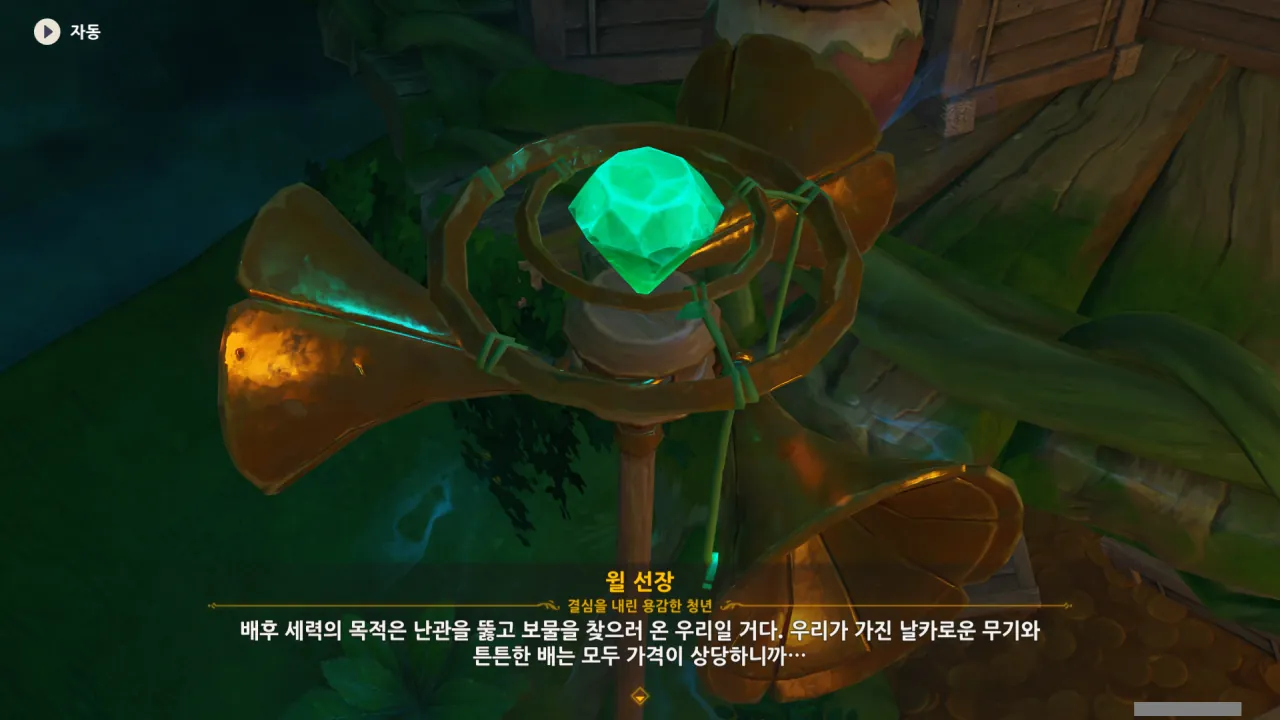 자동
윌 선장
결심을 내린 용감한 청년
배후 세력의 목적은 난관을 뚫고 보물을 찾으러 온 우리일 거다. 우리가 가진 날카로운 무기와
튼튼한 배는 모두 가격이 상당하니까…